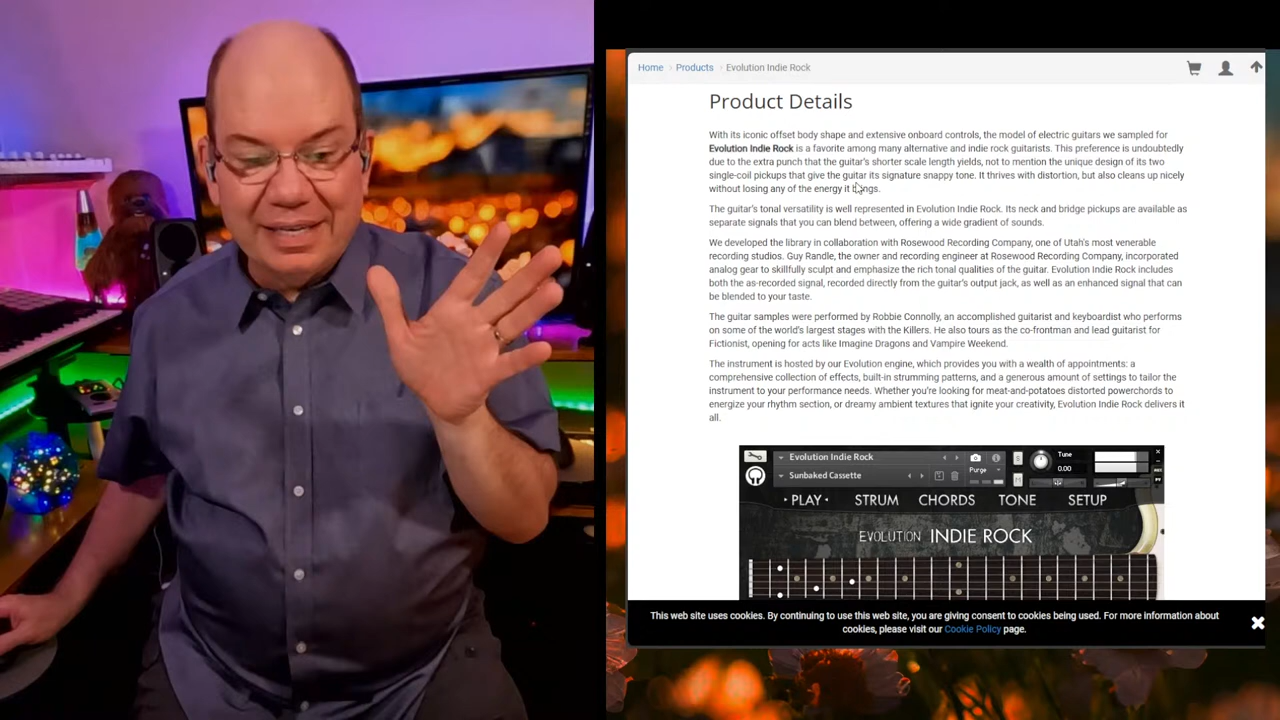 Home › Products › Evolution Indie Rock
Product Details
With its iconic offset body shape and extensive onboard controls, the model of electric guitars we sampled for
Evolution Indie Rock is a favorite among many alternative and indie rock guitarists. This preference is undoubtedly
due to the extra punch that the guitar's shorter scale length yields, not to mention the unique design of its two
single-coil pickups that give the guitar its signature snappy tone. It thrives with distortion, but also cleans up nicely
without losing any of the energy it brings.
The guitar's tonal versatility is well represented in Evolution Indie Rock. Its neck and bridge pickups are available as
separate signals that you can blend between, offering a wide gradient of sounds.
We developed the library in collaboration with Rosewood Recording Company, one of Utah's most venerable
recording studios. Guy Randle, the owner and recording engineer at Rosewood Recording Company, incorporated
analog gear to skillfully sculpt and emphasize the rich tonal qualities of the guitar. Evolution Indie Rock includes
both the as-recorded signal, recorded directly from the guitar's output jack, as well as an enhanced signal that can
be blended to your taste.
The guitar samples were performed by Robbie Connolly, an accomplished guitarist and keyboardist who performs
on some of the world's largest stages with the Killers. He also tours as the co-frontman and lead guitarist for
Fictionist, opening for acts like Imagine Dragons and Vampire Weekend.
The instrument is hosted by our Evolution engine, which provides you with a wealth of appointments: a
comprehensive collection of effects, built-in strumming patterns, and a generous amount of settings to tailor the
instrument to your performance needs. Whether you're looking for meat-and-potatoes distorted powerchords to
energize your rhythm section, or dreamy ambient textures that ignite your creativity, Evolution Indie Rock delivers it
all.
Evolution Indie Rock
Sunbaked Cassette
Purge
S
M
Tune
0.00
PLAY STRUM CHORDS TONE SETUP
EVOLUTION INDIE ROCK
This web site uses cookies. By continuing to use this web site, you are giving consent to cookies being used. For more information about
cookies, please visit our Cookie Policy page.